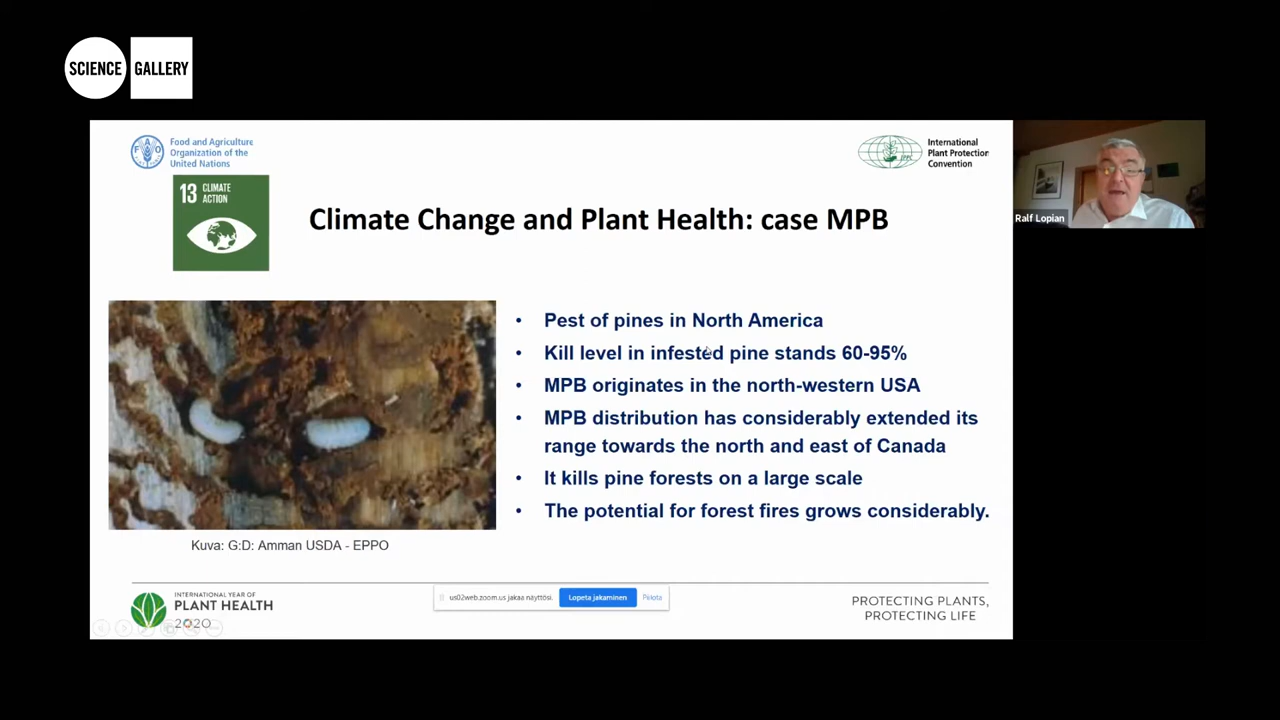 SCIENCE GALLERY
Food and Agriculture
Organization of the
United Nations
International
Plant Protection
Convention
13 CLIMATE
ACTION
Climate Change and Plant Health: case MPB
Ralf Lopian
• Pest of pines in North America
• Kill level in infested pine stands 60-95%
• MPB originates in the north-western USA
• MPB distribution has considerably extended its
range towards the north and east of Canada
• It kills pine forests on a large scale
• The potential for forest fires grows considerably.
Kuva: G:D: Amman USDA - EPPO
INTERNATIONAL YEAR OF
PLANT HEALTH
2020
us02web.zoom.us jakaa näyttösi.
Lopeta jakaminen
Piilota
PROTECTING PLANTS,
PROTECTING LIFE